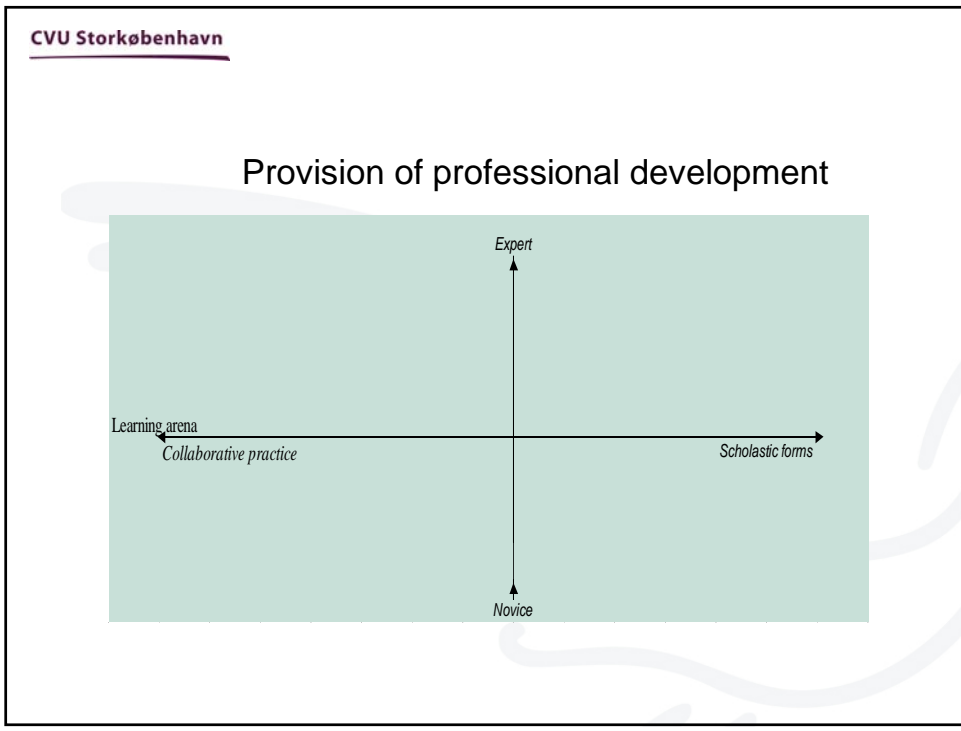 CVU Storkøbenhavn
Provision of professional development
Expert
Learning arena
Collaborative practice
Scholastic forms
Novice